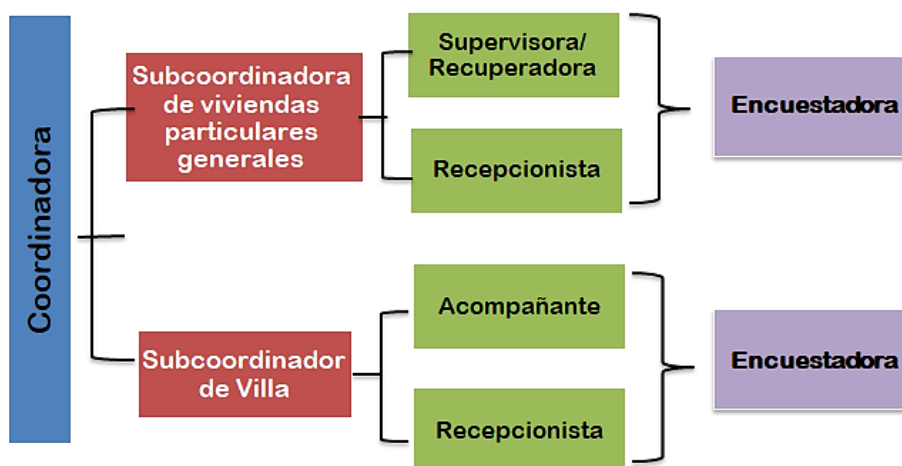 Coordinadora
Subcoordinadora
de viviendas
particulares
generales
Supervisora/
Recuperadora
Recepcionista
Encuestadora
Subcoordinador
de Villa
Acompañante
Recepcionista
Encuestadora